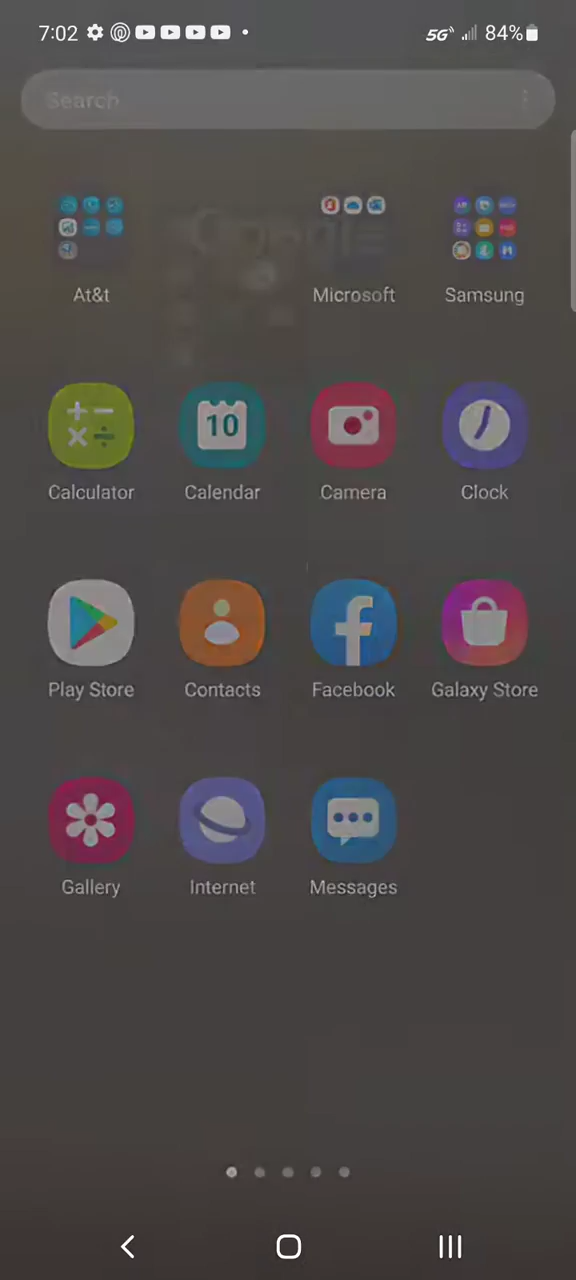 7:02 5G 84%
Search
Google
At&t Microsoft Samsung
10
Calculator Calendar Camera Clock
Play Store Contacts Facebook Galaxy Store
Gallery Internet Messages